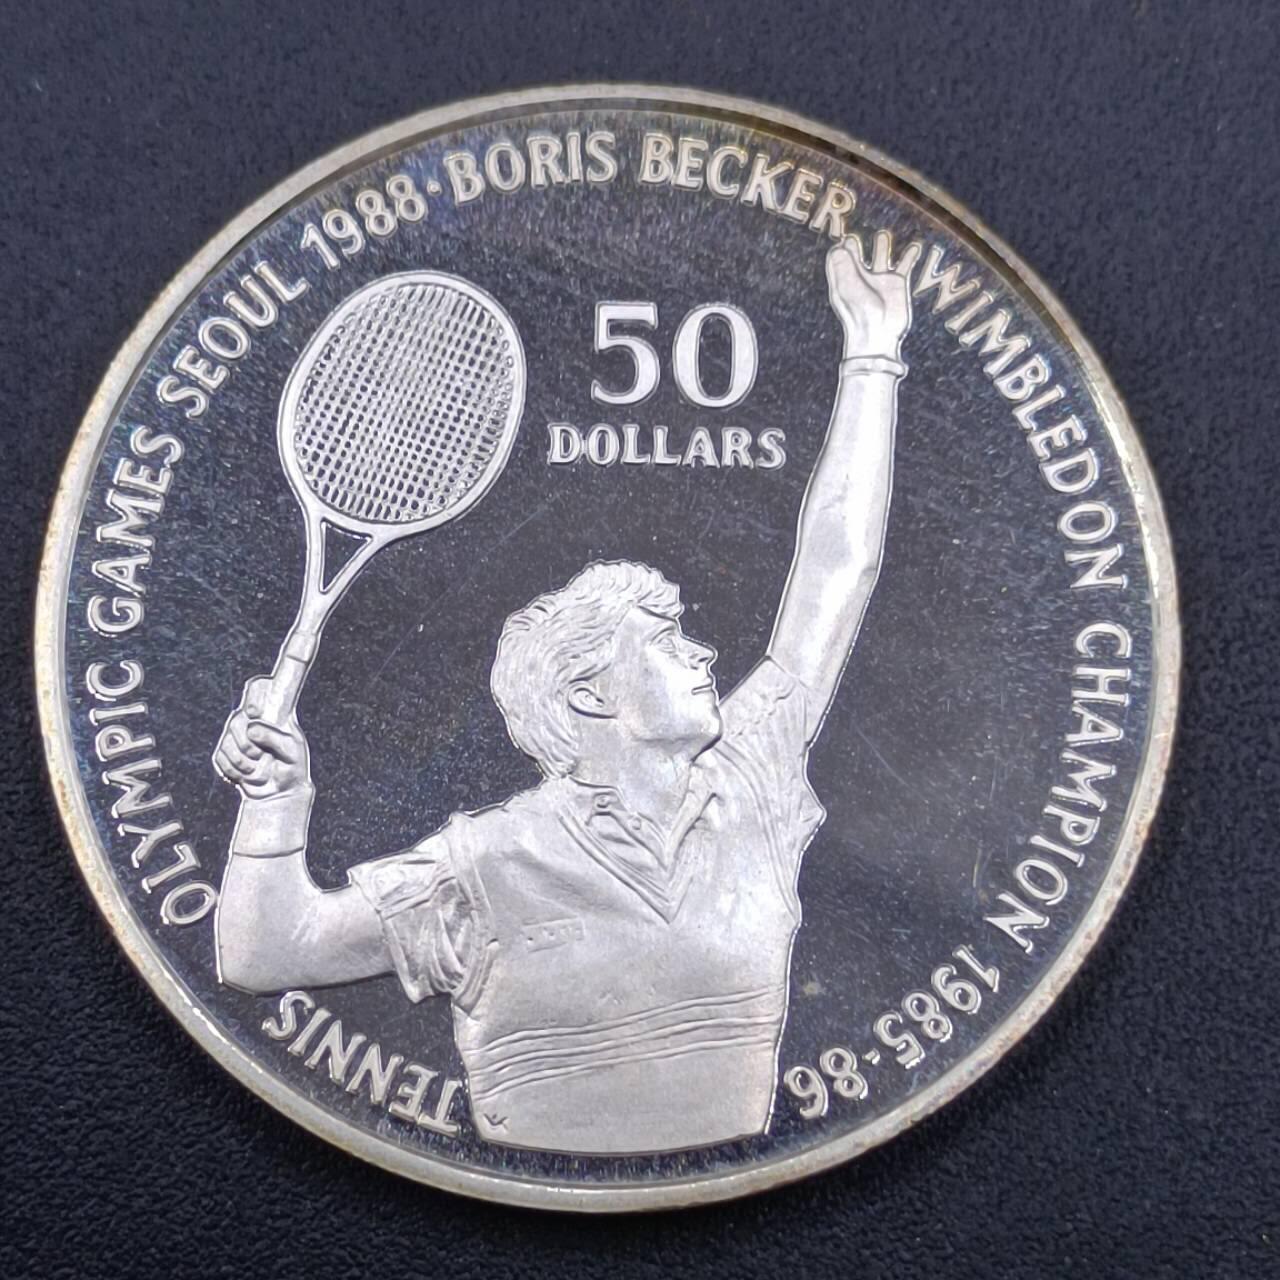 TENNIS OLYMPIC GAMES SEOUL 1988·BORIS BECKER WIMBLEDON CHAMPION 1985-86
50
DOLLARS